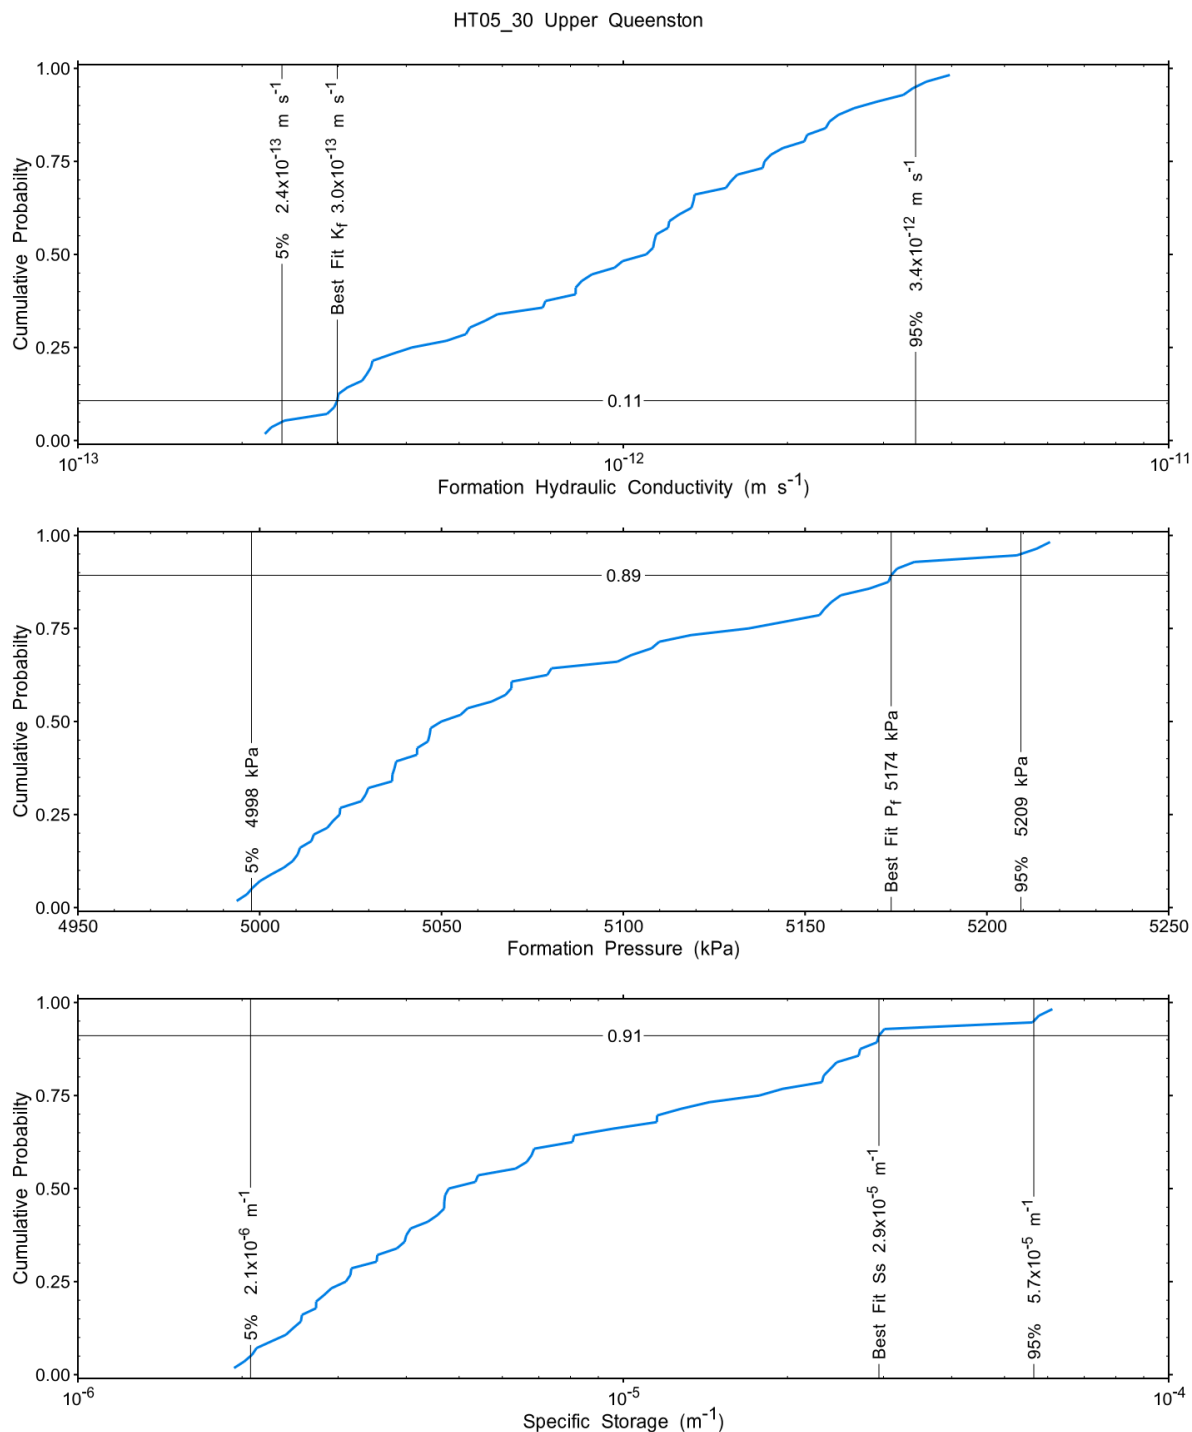 HT05_30 Upper Queenston
1.00
0.75
0.50
0.25
0.00
Cumulative Probabilty
5% 2.4x10⁻¹³ m s⁻¹
Best Fit K_f 3.0x10⁻¹³ m s⁻¹
95% 3.4x10⁻¹² m s⁻¹
0.11
10⁻¹³ 10⁻¹² 10⁻¹¹
Formation Hydraulic Conductivity (m s⁻¹)
1.00
0.75
0.50
0.25
0.00
Cumulative Probabilty
0.89
5% 4998 kPa
Best Fit P_f 5174 kPa
95% 5209 kPa
4950 5000 5050 5100 5150 5200 5250
Formation Pressure (kPa)
1.00
0.75
0.50
0.25
0.00
Cumulative Probabilty
0.91
5% 2.1x10⁻⁶ m⁻¹
Best Fit Ss 2.9x10⁻⁵ m⁻¹
95% 5.7x10⁻⁵ m⁻¹
10⁻⁶ 10⁻⁵ 10⁻⁴
Specific Storage (m⁻¹)